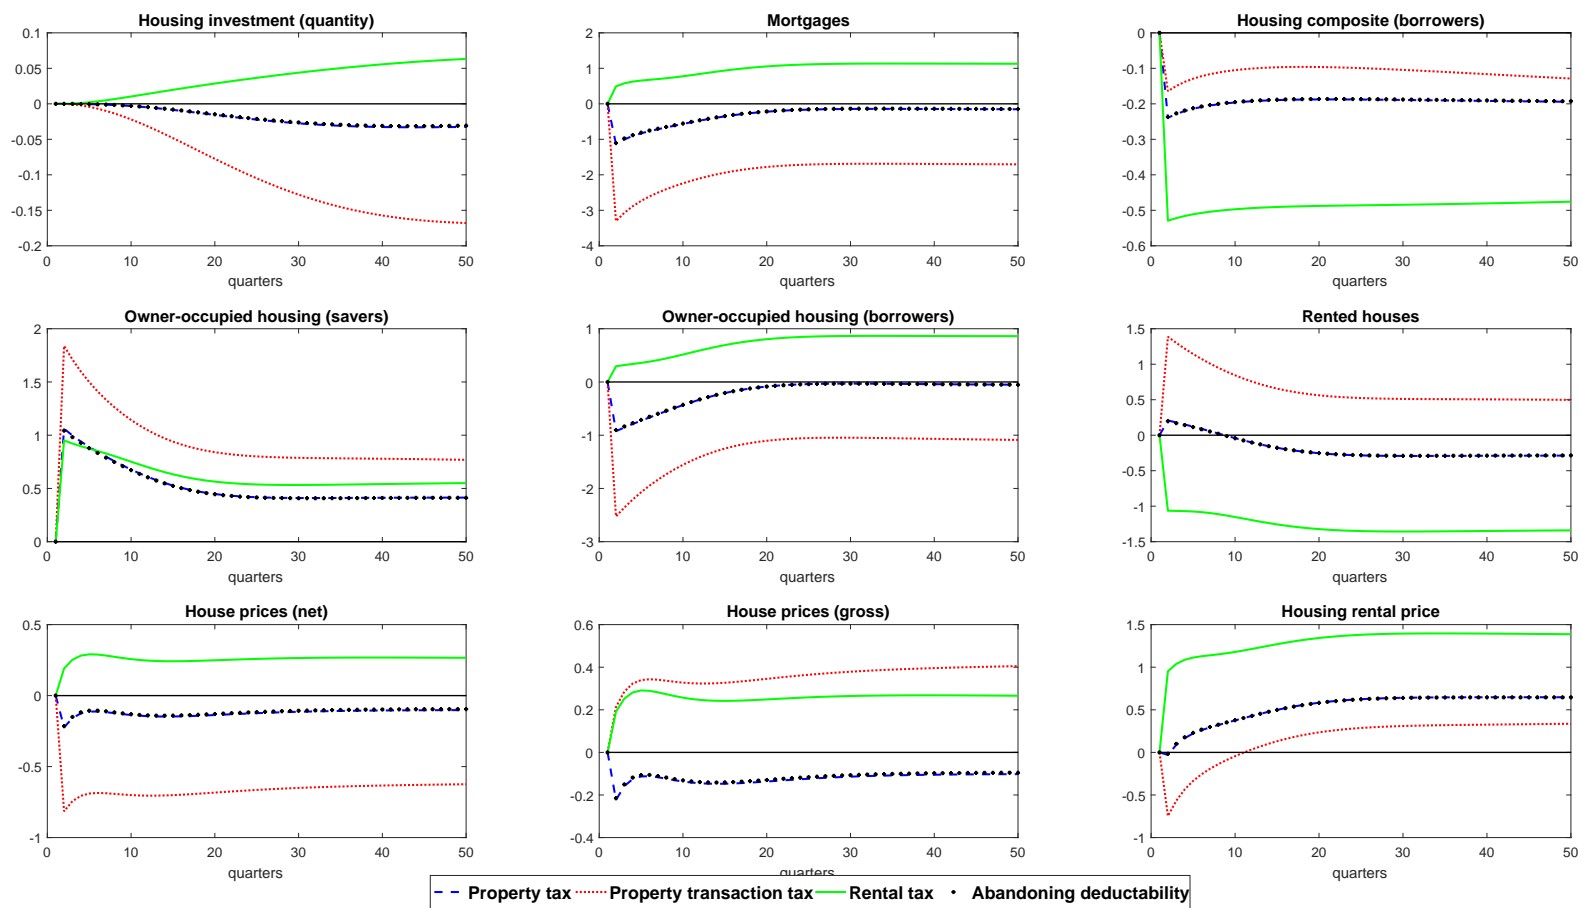 Housing investment (quantity)
0.1
0.05
0
-0.05
-0.1
-0.15
-0.2
0 10 20 30 40 50
quarters
Mortgages
2
1
0
-1
-2
-3
-4
0 10 20 30 40 50
quarters
Housing composite (borrowers)
0
-0.1
-0.2
-0.3
-0.4
-0.5
-0.6
0 10 20 30 40 50
quarters
Owner-occupied housing (savers)
2
1.5
1
0.5
0
0 10 20 30 40 50
quarters
Owner-occupied housing (borrowers)
1
0
-1
-2
-3
0 10 20 30 40 50
quarters
Rented houses
1.5
1
0.5
0
-0.5
-1
-1.5
0 10 20 30 40 50
quarters
House prices (net)
0.5
0
-0.5
-1
0 10 20 30 40 50
quarters
House prices (gross)
0.6
0.4
0.2
0
-0.2
-0.4
0 10 20 30 40 50
quarters
Housing rental price
1.5
1
0.5
0
-0.5
-1
0 10 20 30 40 50
quarters
Property tax Property transaction tax Rental tax Abandoning deductability